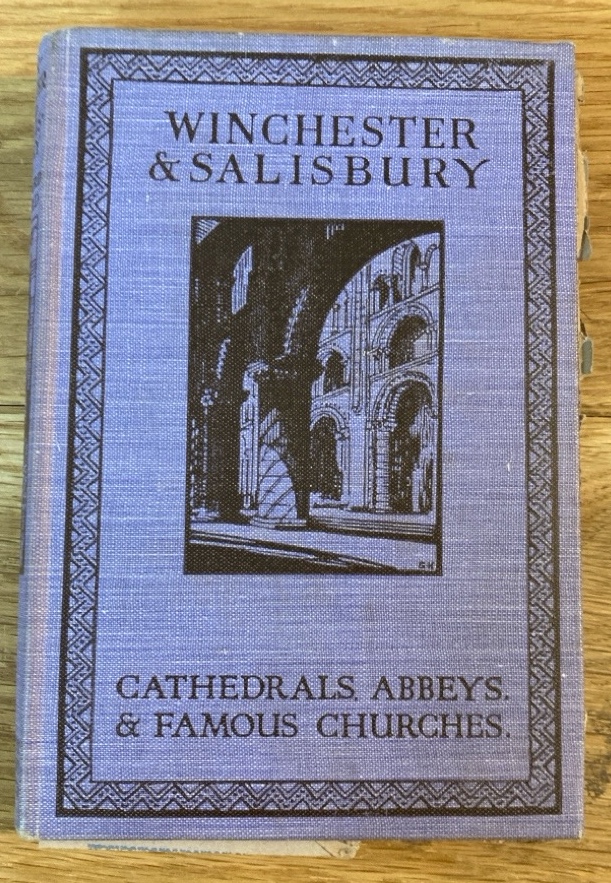 WINCHESTER
& SALISBURY
CATHEDRALS, ABBEYS,
& FAMOUS CHURCHES.